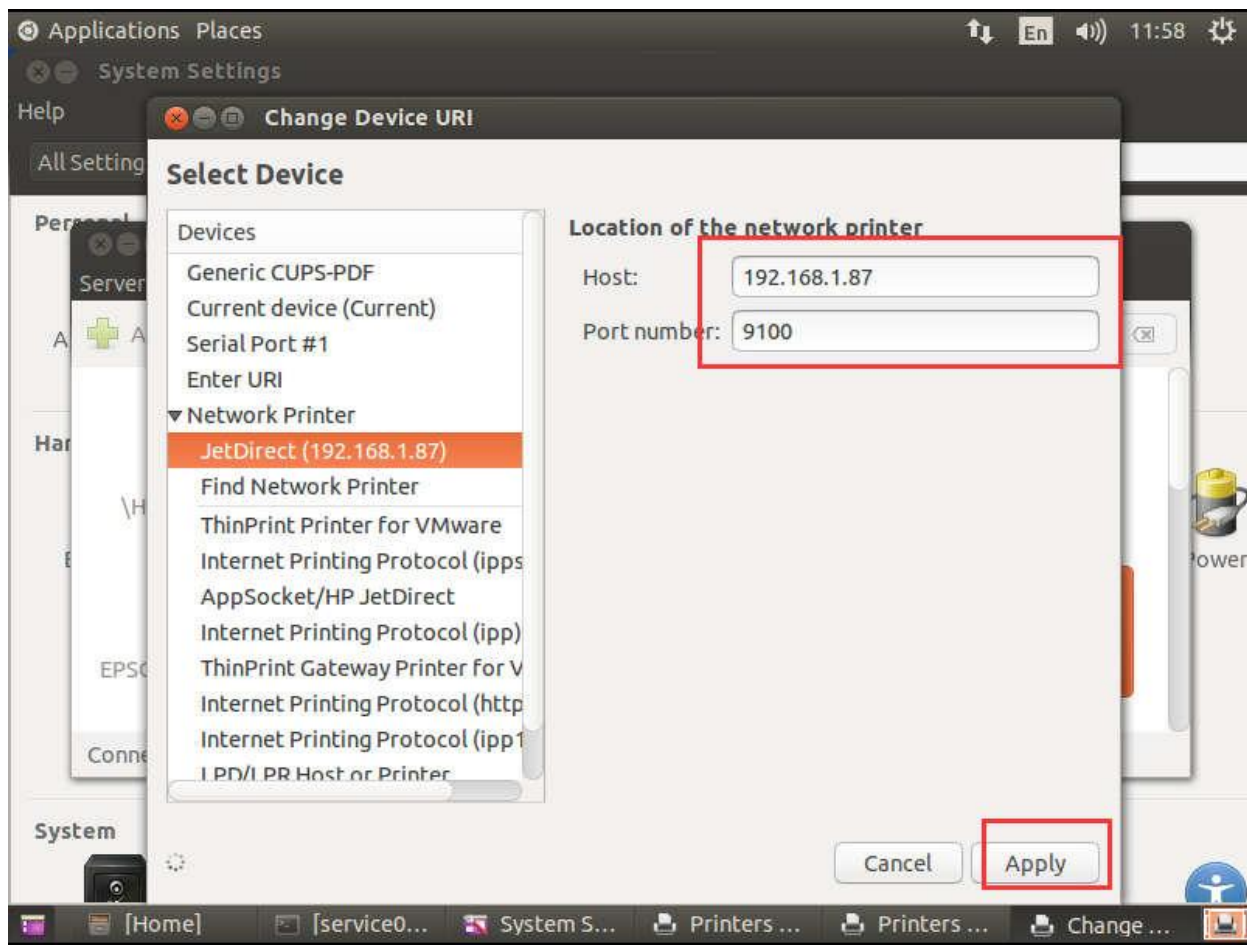 Applications Places En 11:58
System Settings
Help
Change Device URI
All Setting
Select Device
Personal
Devices
Location of the network printer
Generic CUPS-PDF
Host: 192.168.1.87
Server
Current device (Current)
Port number: 9100
A
A
Serial Port #1
Enter URI
Network Printer
Har
JetDirect (192.168.1.87)
Find Network Printer
\H
ThinPrint Printer for VMware
Internet Printing Protocol (ipps
Power
AppSocket/HP JetDirect
Internet Printing Protocol (ipp)
EPSO
ThinPrint Gateway Printer for V
Internet Printing Protocol (http
Internet Printing Protocol (ipp1
Conne
LPD/LPR Host or Printer
System
Cancel Apply
[Home] [service0... System S... Printers ... Printers ... Change ...